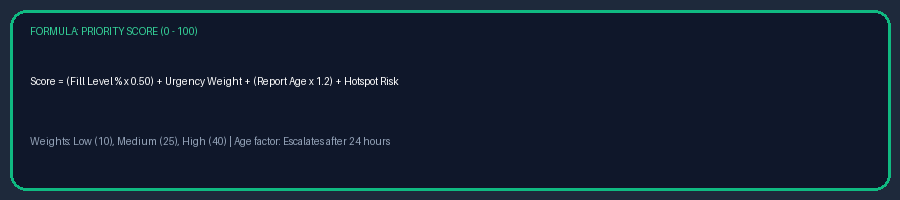 FORMULA: PRIORITY SCORE (0 - 100)
Score = (Fill Level % x 0.50) + Urgency Weight + (Report Age x 1.2) + Hotspot Risk
Weights: Low (10), Medium (25), High (40) | Age factor: Escalates after 24 hours